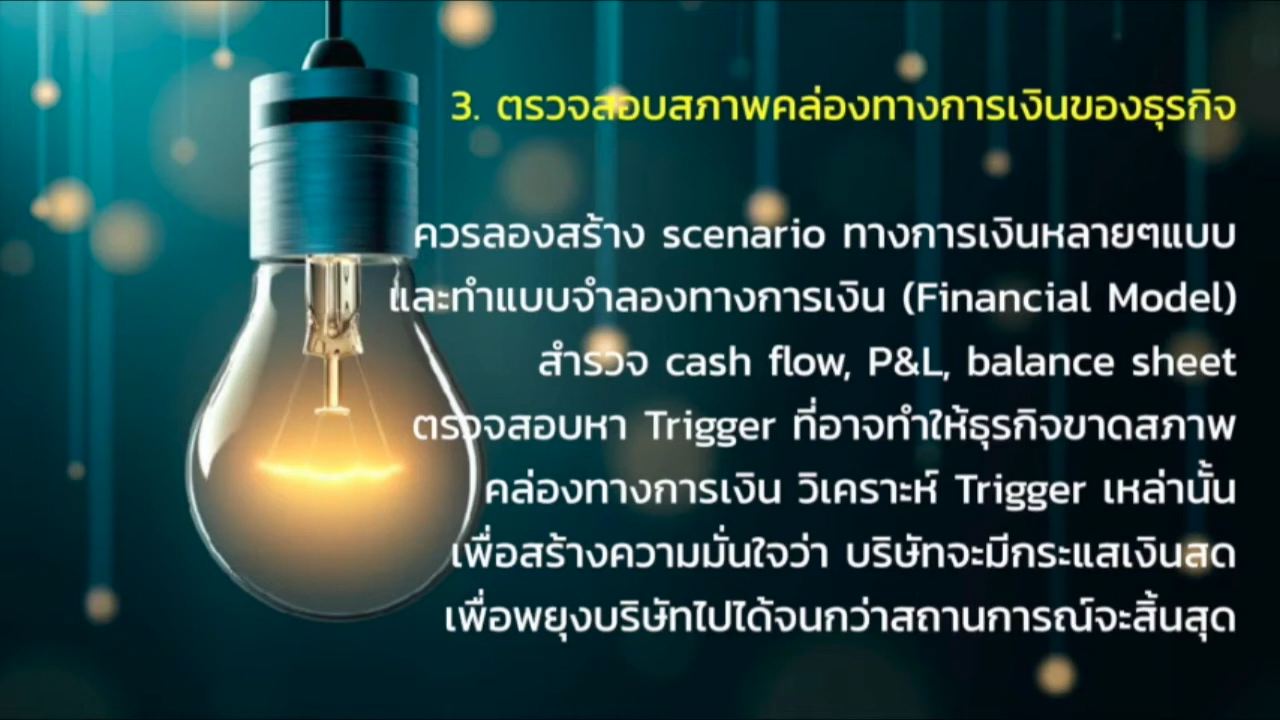 3. ตรวจสอบสภาพคล่องทางการเงินของธุรกิจ
ควรลองสร้าง scenario ทางการเงินหลายๆแบบ
และทำแบบจำลองทางการเงิน (Financial Model)
สำรวจ cash flow, P&L, balance sheet
ตรวจสอบหา Trigger ที่อาจทำให้ธุรกิจขาดสภาพ
คล่องทางการเงิน วิเคราะห์ Trigger เหล่านั้น
เพื่อสร้างความมั่นใจว่า บริษัทจะมีกระแสเงินสด
เพื่อพยุงบริษัทไปได้จนกว่าสถานการณ์จะสิ้นสุด